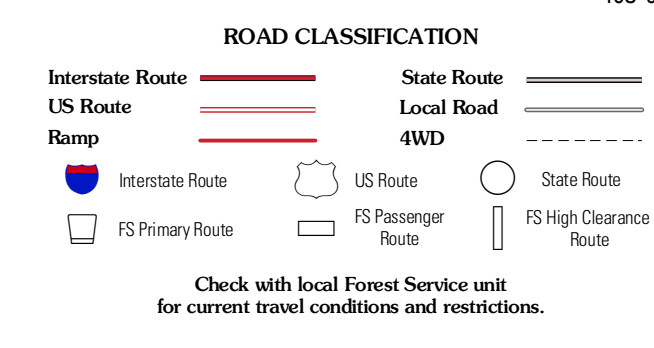 ROAD CLASSIFICATION
Interstate Route
State Route
US Route
Local Road
Ramp
4WD
Interstate Route
US Route
State Route
FS Primary Route
FS Passenger
Route
FS High Clearance
Route
Check with local Forest Service unit
for current travel conditions and restrictions.